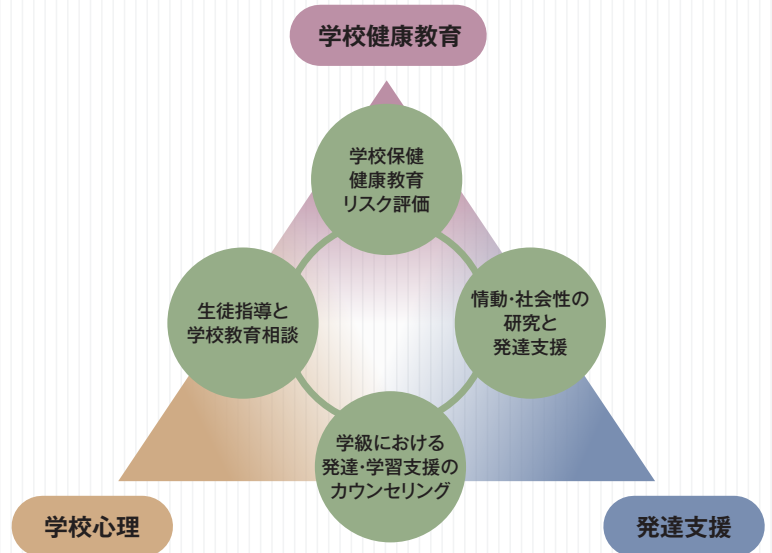 学校健康教育
学校保健
健康教育
リスク評価
生徒指導と
学校教育相談
情動・社会性の
研究と
発達支援
学級における
発達・学習支援の
カウンセリング
学校心理
発達支援